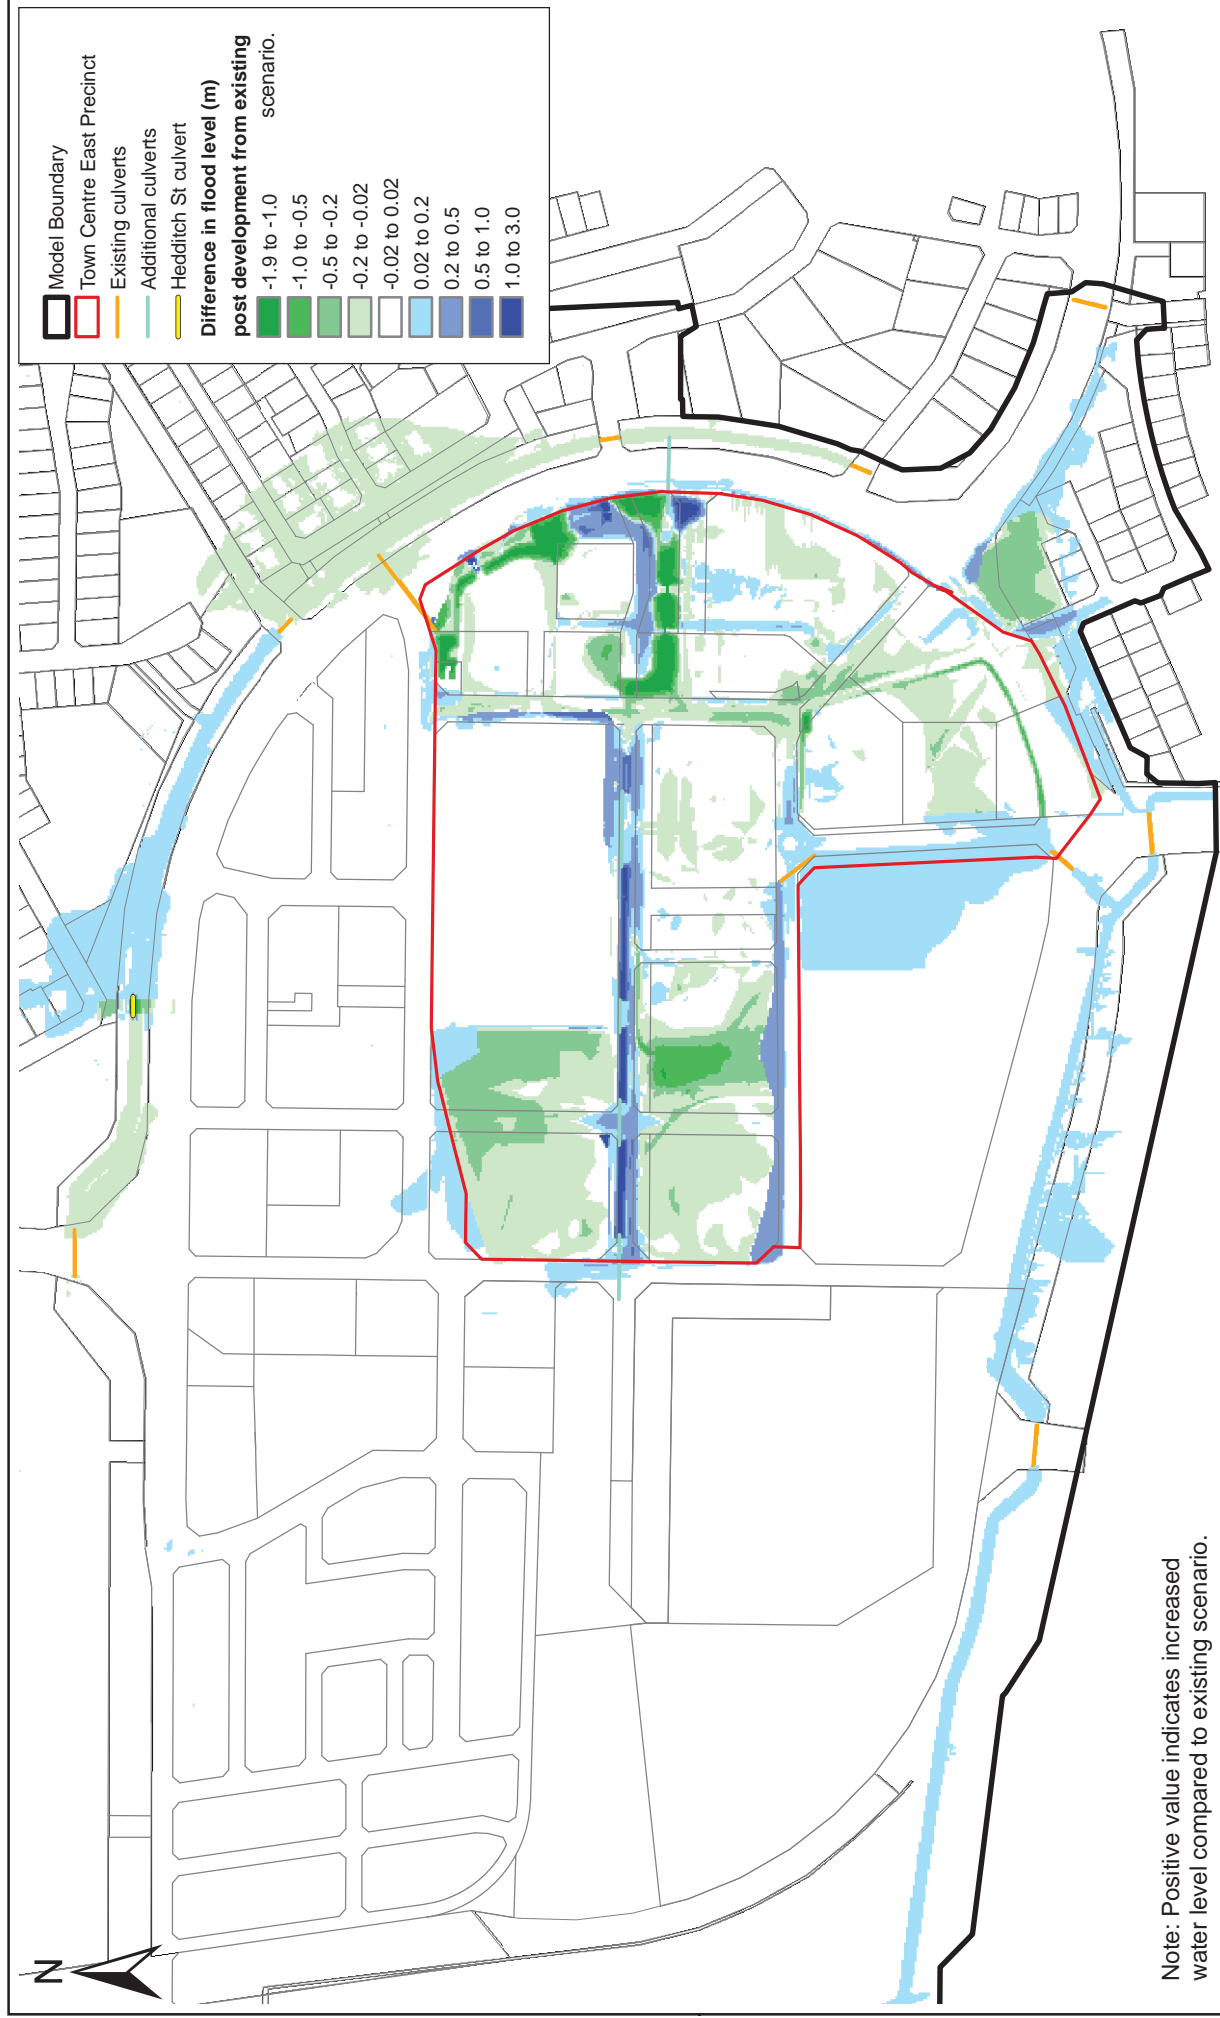 Model Boundary
Town Centre East Precinct
Existing culverts
Additional culverts
Hedditch St culvert
Difference in flood level (m)
post development from existing
scenario.
-1.9 to -1.0
-1.0 to -0.5
-0.5 to -0.2
-0.2 to -0.02
-0.02 to 0.02
0.02 to 0.2
0.2 to 0.5
0.5 to 1.0
1.0 to 3.0
N
Note: Positive value indicates increased
water level compared to existing scenario.